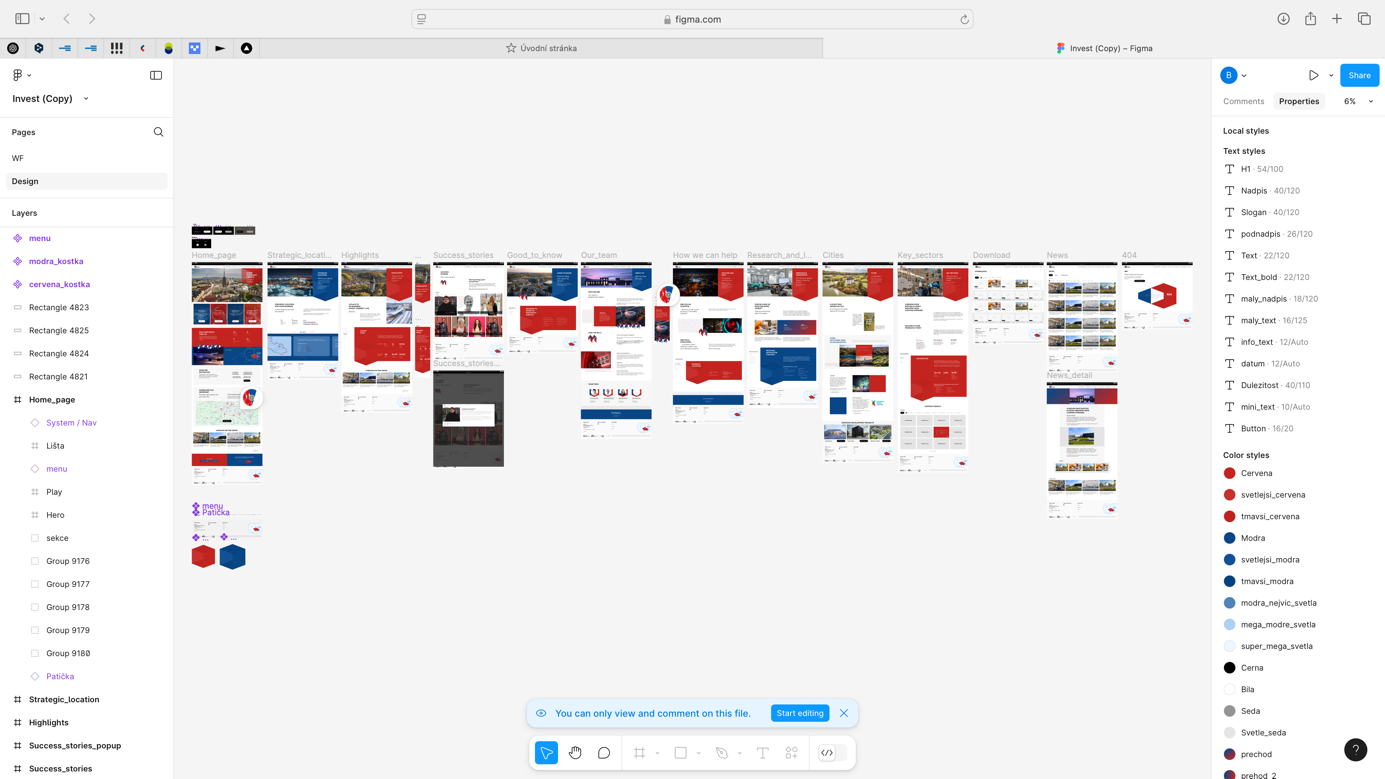 figma.com
Úvodní stránka
Invest (Copy) – Figma
Invest (Copy)
B
Share
Comments
Properties
6%
Pages
WF
Design
Layers
menu
modra_kostka
cervena_kostka
Rectangle 4823
Rectangle 4825
Rectangle 4824
Rectangle 4821
Home_page
System / Nav
Lišta
menu
Play
Hero
sekce
Group 9176
Group 9177
Group 9178
Group 9179
Group 9180
Patička
Strategic_location
Highlights
Success_stories_popup
Success_stories
Home_page
Strategic_locati...
Highlights
...
Success_stories
Good_to_know
Our_team
How we can help
Research_and_I...
Cities
Key_sectors
Download
News
404
Success_stories...
News_detail
menu
Patička
You can only view and comment on this file.
Start editing
Local styles
Text styles
H1 · 54/100
Nadpis · 40/120
Slogan · 40/120
podnadpis · 26/120
Text · 22/120
Text_bold · 22/120
maly_nadpis · 18/120
maly_text · 16/125
info_text · 12/Auto
datum · 12/Auto
Dulezitost · 40/110
mini_text · 10/Auto
Button · 16/20
Color styles
Cervena
svetlejsi_cervena
tmavsi_cervena
Modra
svetlejsi_modra
tmavsi_modra
modra_nejvic_svetla
mega_modre_svetla
super_mega_svetla
Cerna
Bila
Seda
Svetle_seda
prechod
prehod_2
?